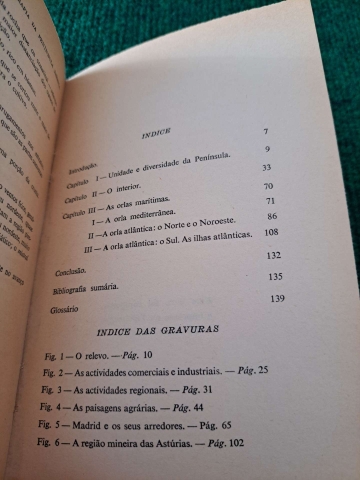 INDICE
Introdução. 7
Capítulo I — Unidade e diversidade da Península. 9
Capítulo II — O interior. 33
Capítulo III — As orlas marítimas. 70
I — A orla mediterrânea. 71
II — A orla atlântica: o Norte e o Noroeste. 86
III — A orla atlântica: o Sul. As ilhas atlânticas. 108
Conclusão. 132
Bibliografia sumária. 135
Glossário 139
INDICE DAS GRAVURAS
Fig. 1 — O relevo. — Pág. 10
Fig. 2 — As actividades comerciais e industriais. — Pág. 25
Fig. 3 — As actividades regionais. — Pág. 31
Fig. 4 — As paisagens agrárias. — Pág. 44
Fig. 5 — Madrid e os seus arredores. — Pág. 65
Fig. 6 — A região mineira das Astúrias. — Pág. 102